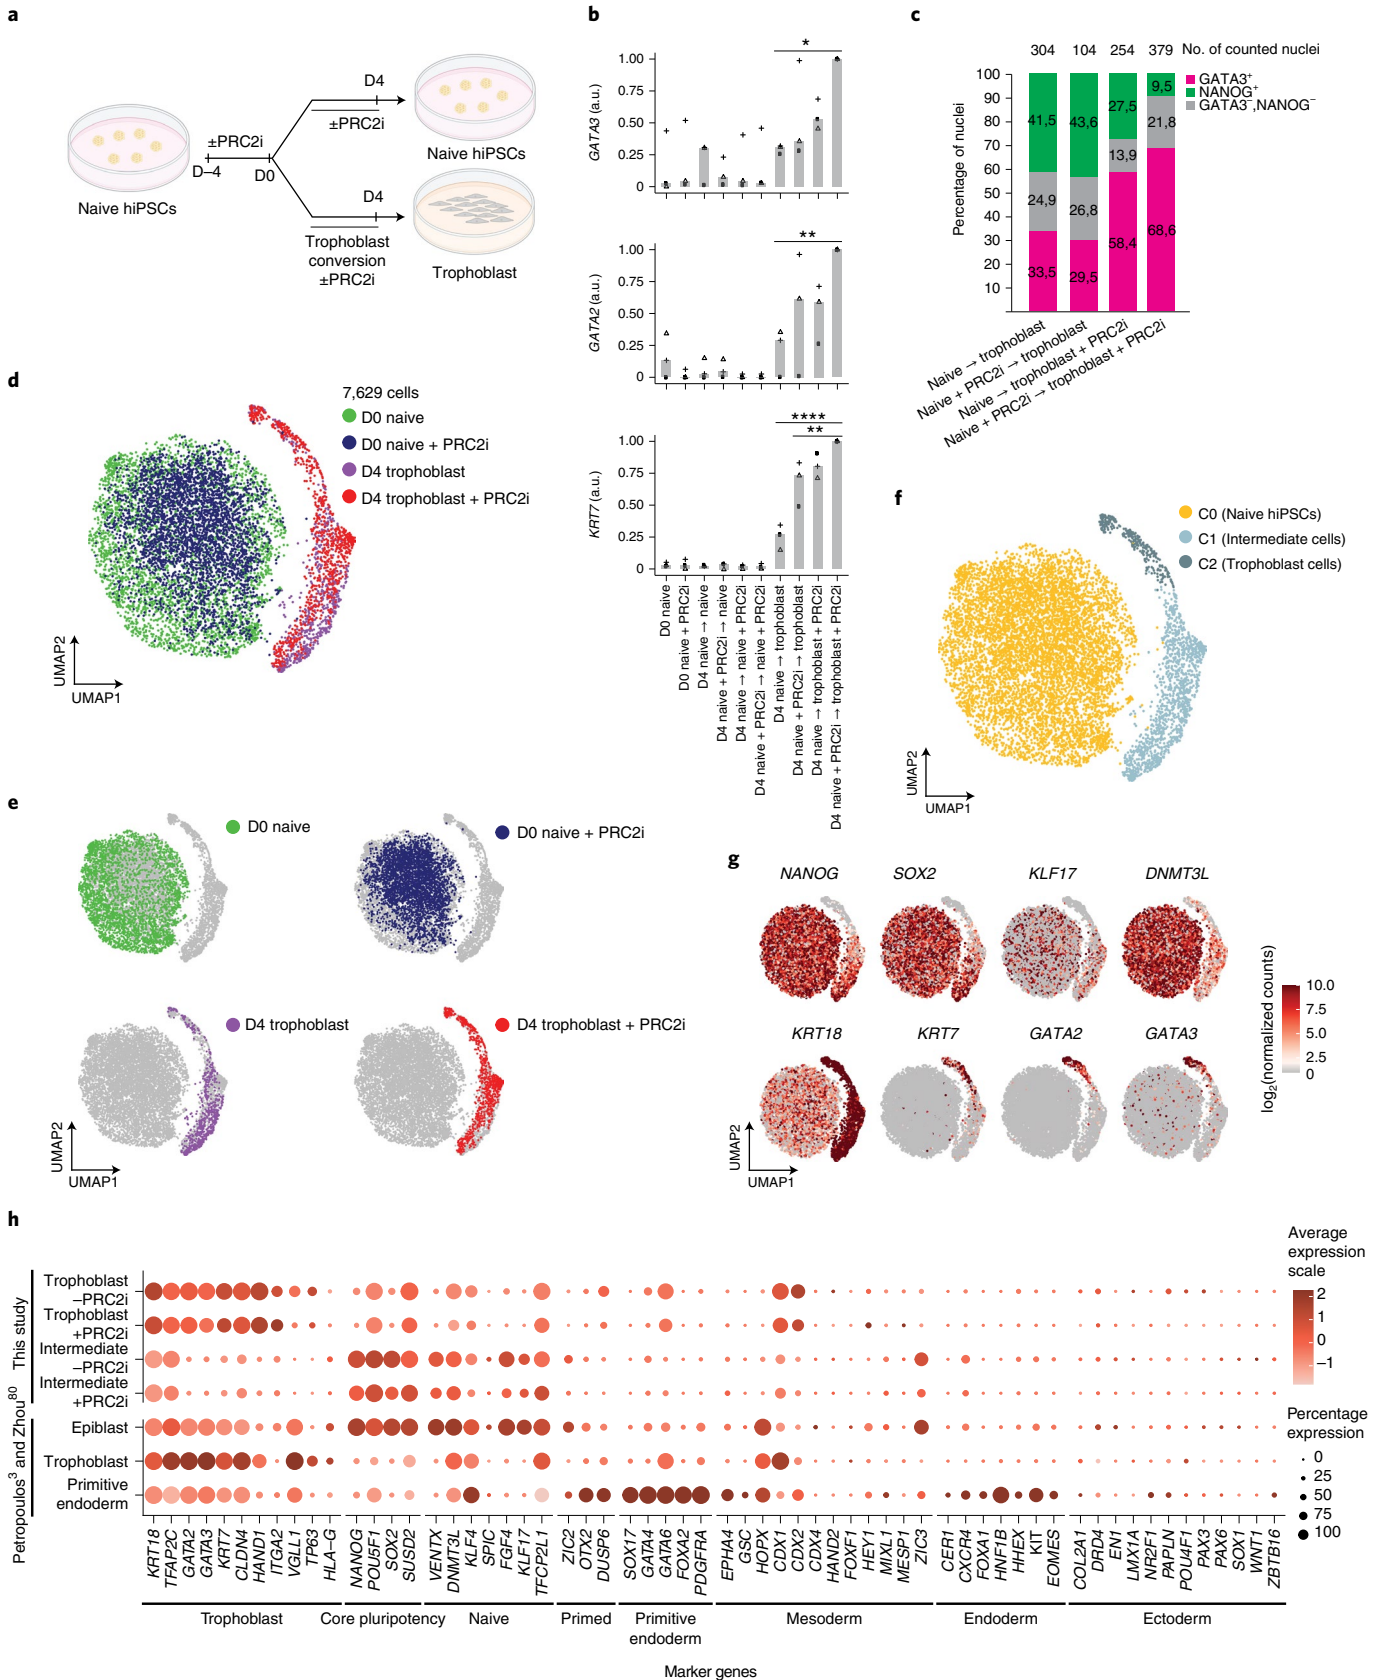 a
±PRC2i
D–4
D0
D4
±PRC2i
D4
Trophoblast
conversion
±PRC2i
Naive hiPSCs
Naive hiPSCs
Trophoblast
b
GATA3 (a.u.)
1.00
0.75
0.50
0.25
0
*
GATA2 (a.u.)
1.00
0.75
0.50
0.25
0
**
KRT7 (a.u.)
1.00
0.75
0.50
0.25
0
****
**
D0 naive
D0 naive + PRC2i
D4 naive → naive
D4 naive + PRC2i → naive
D4 naive → naive + PRC2i
D4 naive + PRC2i → naive + PRC2i
D4 naive → trophoblast
D4 naive + PRC2i → trophoblast
D4 naive → trophoblast + PRC2i
D4 naive + PRC2i → trophoblast + PRC2i
c
304 104 254 379 No. of counted nuclei
Percentage of nuclei
100
90
80
70
60
50
40
30
20
10
41,5 43,6 27,5 9,5
24,9 26,8 13,9 21,8
33,5 29,5 58,4 68,6
GATA3+
NANOG+
GATA3−,NANOG−
Naive → trophoblast
Naive + PRC2i → trophoblast
Naive → trophoblast + PRC2i
Naive + PRC2i → trophoblast + PRC2i
d
7,629 cells
D0 naive
D0 naive + PRC2i
D4 trophoblast
D4 trophoblast + PRC2i
UMAP2
UMAP1
e
D0 naive
D0 naive + PRC2i
D4 trophoblast
D4 trophoblast + PRC2i
UMAP2
UMAP1
f
C0 (Naive hiPSCs)
C1 (Intermediate cells)
C2 (Trophoblast cells)
UMAP2
UMAP1
g
NANOG SOX2 KLF17 DNMT3L
KRT18 KRT7 GATA2 GATA3
UMAP2
UMAP1
log2(normalized counts)
10.0
7.5
5.0
2.5
0
h
This study
Petropoulos3 and Zhou80
Trophoblast
−PRC2i
Trophoblast
+PRC2i
Intermediate
−PRC2i
Intermediate
+PRC2i
Epiblast
Trophoblast
Primitive
endoderm
KRT18 TFAP2C GATA2 GATA3 KRT7 CLDN4 HAND1 ITGA2 VGLL1 TP63 HLA–G
NANOG POU5F1 SOX2 SUSD2
VENTX DNMT3L KLF4 SPIC FGF4 KLF17 TFCP2L1
ZIC2 OTX2 DUSP6
SOX17 GATA4 GATA6 FOXA2 PDGFRA
EPHA4 GSC HOPX CDX1 CDX2 CDX4 HAND2 FOXF1 HEY1 MIXL1 MESP1 ZIC3
CER1 CXCR4 FOXA1 HNF1B HHEX KIT EOMES
COL2A1 DRD4 EN1 LMX1A NR2F1 PAPLN POU4F1 PAX3 PAX6 SOX1 WNT1 ZBTB16
Trophoblast
Core pluripotency
Naive
Primed
Primitive
endoderm
Mesoderm
Endoderm
Ectoderm
Marker genes
Average
expression
scale
2
1
0
−1
Percentage
expression
0
25
50
75
100